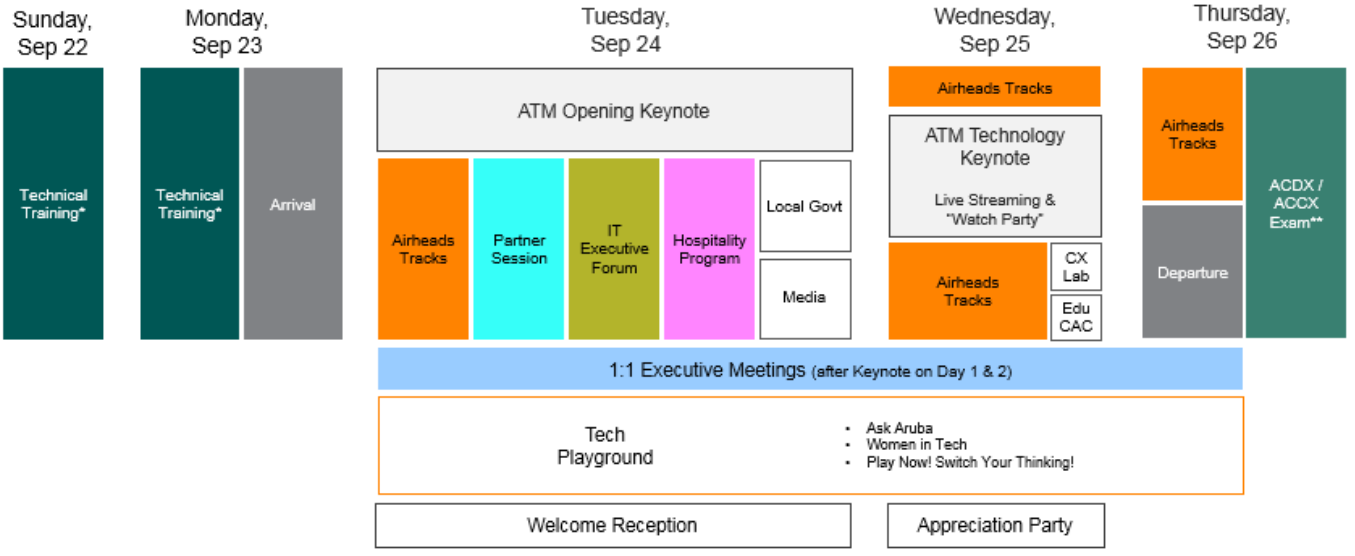 Sunday,
Sep 22
Monday,
Sep 23
Tuesday,
Sep 24
Wednesday,
Sep 25
Thursday,
Sep 26
Technical
Training*
Technical
Training*
Arrival
ATM Opening Keynote
Airheads
Tracks
Partner
Session
IT
Executive
Forum
Hospitality
Program
Local Govt
Media
Airheads Tracks
ATM Technology
Keynote
Live Streaming &
"Watch Party"
Airheads
Tracks
CX
Lab
Edu
CAC
Airheads
Tracks
Departure
ACDX /
ACCX
Exam**
1:1 Executive Meetings (after Keynote on Day 1 & 2)
Tech
Playground
• Ask Aruba
• Women in Tech
• Play Now! Switch Your Thinking!
Welcome Reception
Appreciation Party